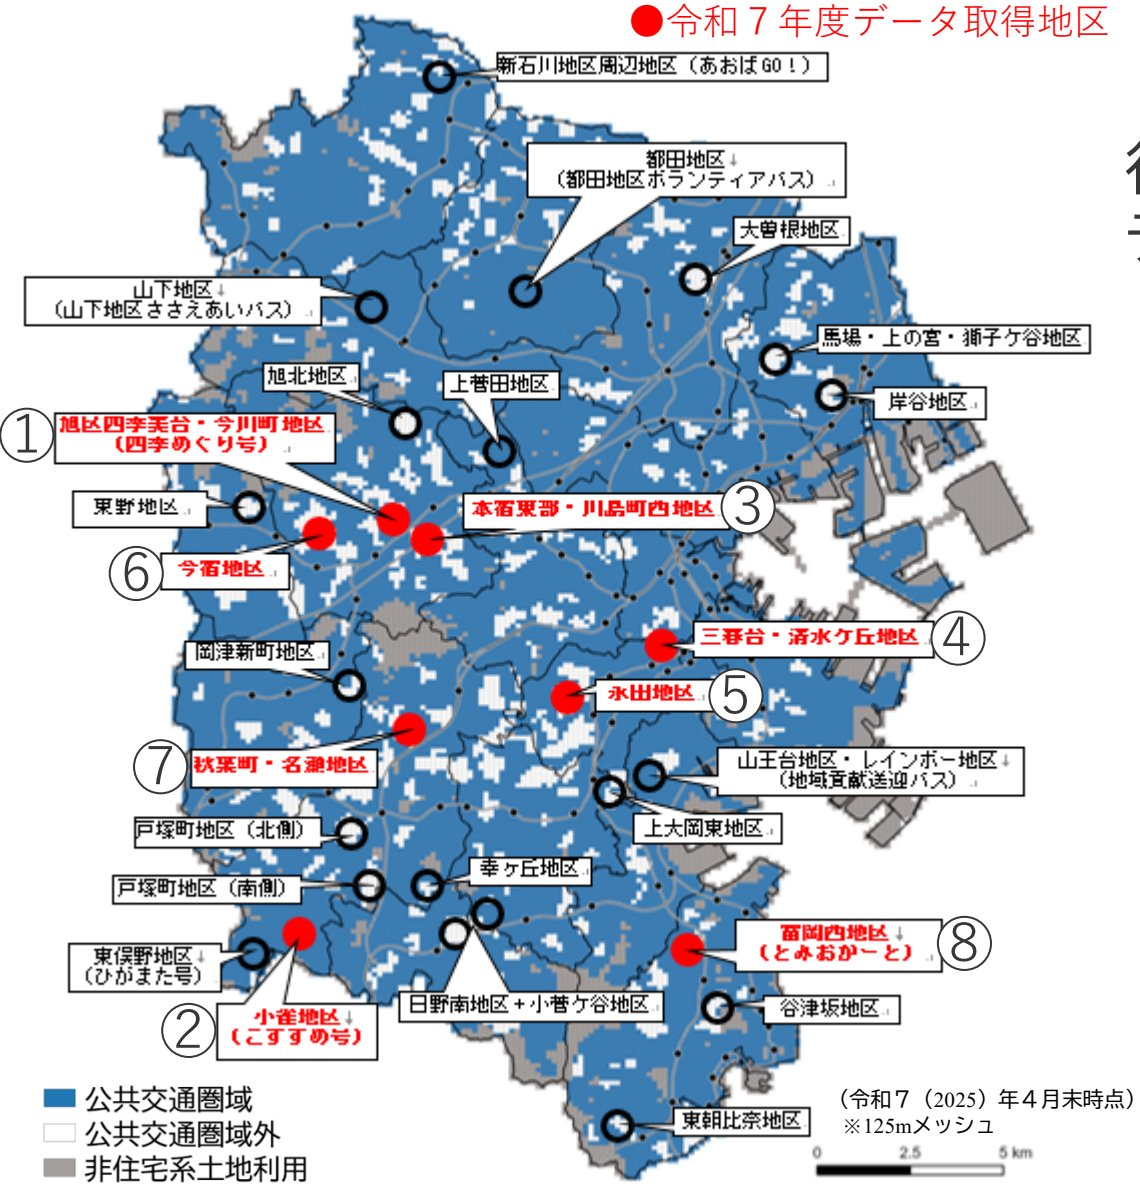 ●令和７年度データ取得地区
新石川地区周辺地区（あおばGO！）
都田地区↓
（都田地区ボランティアバス）
大曽根地区
山下地区↓
（山下地区ささえあいバス）
馬場・上の宮・獅子ケ谷地区
旭北地区
上菅田地区
岸谷地区
①
旭区四季美台・今川町地区
（四季めぐり号）
東野地区
本宿東部・川島町西地区
③
⑥
今宿地区
三春台・清水ケ丘地区
④
岡津新町地区
永田地区
⑤
⑦
秋葉町・名瀬地区
山王台地区・レインボー地区↓
（地域貢献送迎バス）
戸塚町地区（北側）
上大岡東地区
幸ヶ丘地区
戸塚町地区（南側）
富岡西地区↓
（とみおかーと）
⑧
東俣野地区↓
（ひがまた号）
日野南地区＋小菅ケ谷地区
谷津坂地区
②
小雀地区↓
（こすずめ号）
東朝比奈地区
公共交通圏域
公共交通圏域外
非住宅系土地利用
（令和７（2025）年４月末時点）
※125mメッシュ
0 2.5 5 km